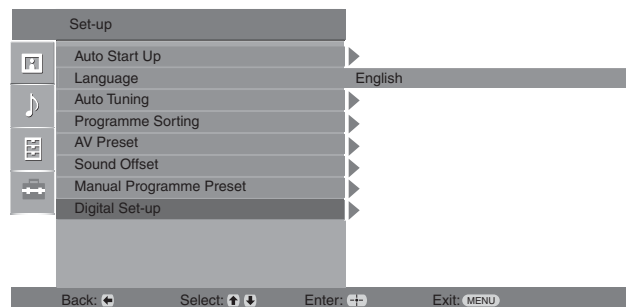 Set-up
Auto Start Up
Language English
Auto Tuning
Programme Sorting
AV Preset
Sound Offset
Manual Programme Preset
Digital Set-up
Back: Select: Enter: Exit: MENU